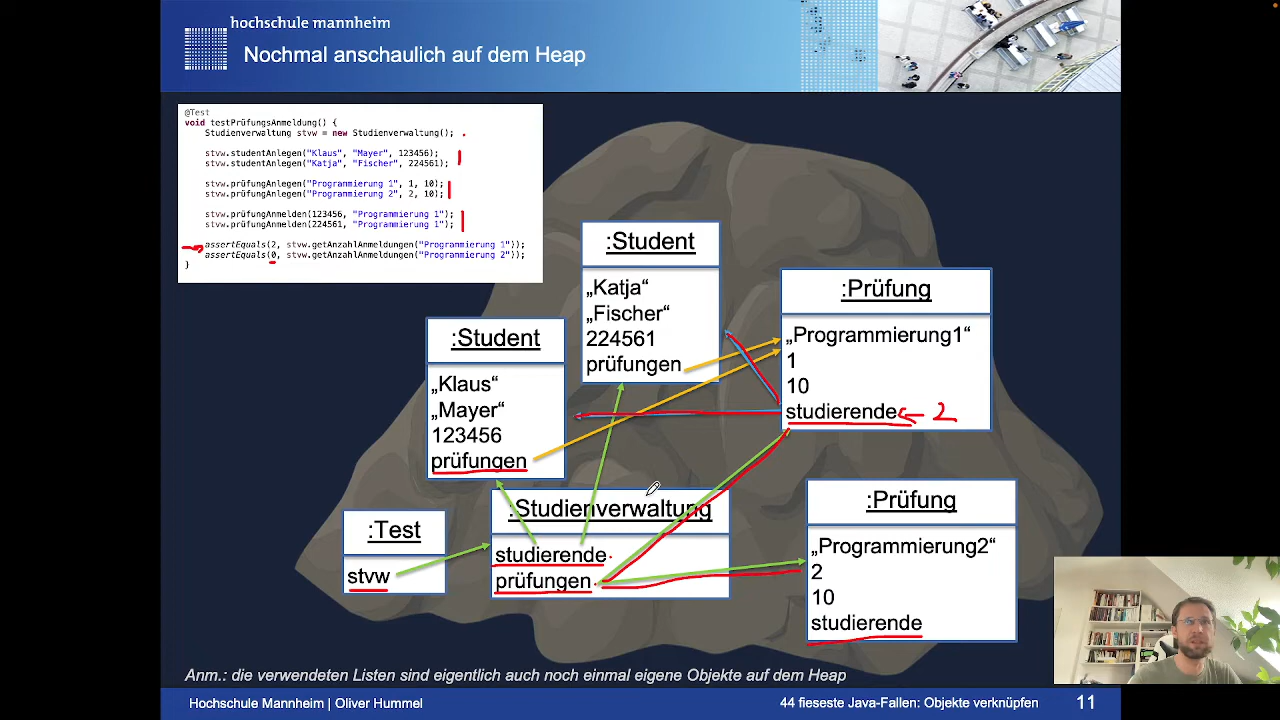 hochschule mannheim
Nochmal anschaulich auf dem Heap
@Test
void testPrüfungsAnmeldung() {
Studienverwaltung stvw = new Studienverwaltung();
stvw.studentAnlegen("Klaus", "Mayer", 123456);
stvw.studentAnlegen("Katja", "Fischer", 224561);
stvw.prüfungAnlegen("Programmierung 1", 1, 10);
stvw.prüfungAnlegen("Programmierung 2", 2, 10);
stvw.prüfungAnmelden(123456, "Programmierung 1");
stvw.prüfungAnmelden(224561, "Programmierung 1");
assertEquals(2, stvw.getAnzahlAnmeldungen("Programmierung 1"));
assertEquals(0, stvw.getAnzahlAnmeldungen("Programmierung 2"));
}
:Student
„Katja“
„Fischer“
224561
prüfungen
:Prüfung
„Programmierung1“
1
10
studierende 2
:Student
„Klaus“
„Mayer“
123456
prüfungen
:Test
stvw
:Studienverwaltung
studierende
prüfungen
:Prüfung
„Programmierung2“
2
10
studierende
Anm.: die verwendeten Listen sind eigentlich auch noch einmal eigene Objekte auf dem Heap
Hochschule Mannheim | Oliver Hummel
44 fieseste Java-Fallen: Objekte verknüpfen
11